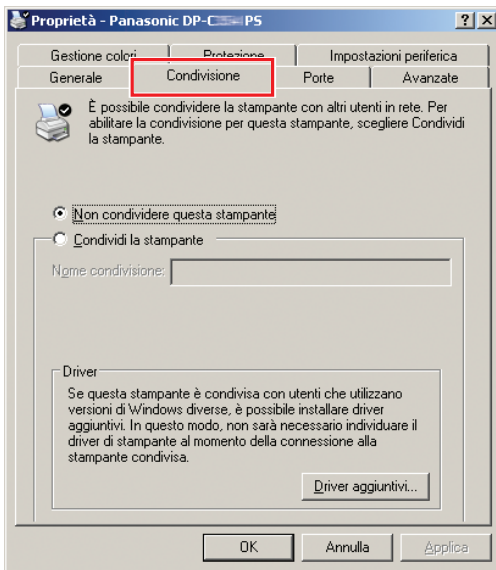 Proprietà - Panasonic DP-C PS
Gestione colori Protezione Impostazioni periferica
Generale Condivisione Porte Avanzate
È possibile condividere la stampante con altri utenti in rete. Per
abilitare la condivisione per questa stampante, scegliere Condividi
la stampante.
Non condividere questa stampante
Condividi la stampante
Nome condivisione:
Driver
Se questa stampante è condivisa con utenti che utilizzano
versioni di Windows diverse, è possibile installare driver
aggiuntivi. In questo modo, non sarà necessario individuare il
driver di stampante al momento della connessione alla
stampante condivisa.
Driver aggiuntivi...
OK Annulla Applica